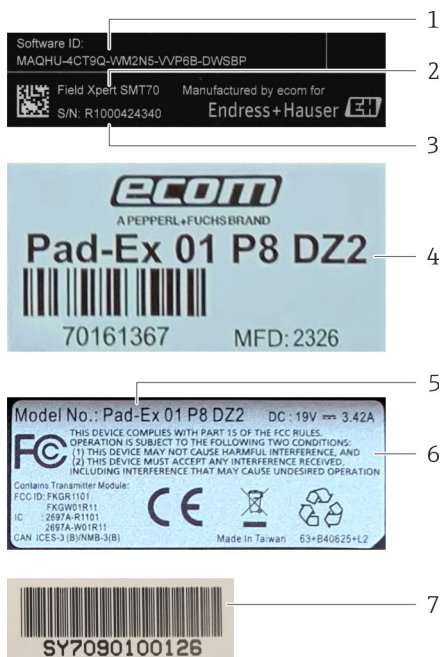 1
Software ID:
MAQHU-4CT9Q-WM2N5-VVP6B-DWSBP
2
Field Xpert SMT70 Manufactured by ecom for
S/N: R1000424340 Endress+Hauser EH
3
ecom
A PEPPERL+FUCHS BRAND
Pad-Ex 01 P8 DZ2
4
70161367 MFD: 2326
5
Model No.: Pad-Ex 01 P8 DZ2 DC : 19V 3.42A
FC THIS DEVICE COMPLIES WITH PART 15 OF THE FCC RULES.
OPERATION IS SUBJECT TO THE FOLLOWING TWO CONDITIONS:
(1) THIS DEVICE MAY NOT CAUSE HARMFUL INTERFERENCE, AND
6
(2) THIS DEVICE MUST ACCEPT ANY INTERFERENCE RECEIVED,
INCLUDING INTERFERENCE THAT MAY CAUSE UNDESIRED OPERATION
Contains Transmitter Module:
FCC ID: FKGR1101
FKGW01R11
IC : 2697A-R1101
2697A-W01R11
CAN ICES-3 (B)/NMB-3(B) CE Made In Taiwan 63+B40625+L2
7
SY7090100126